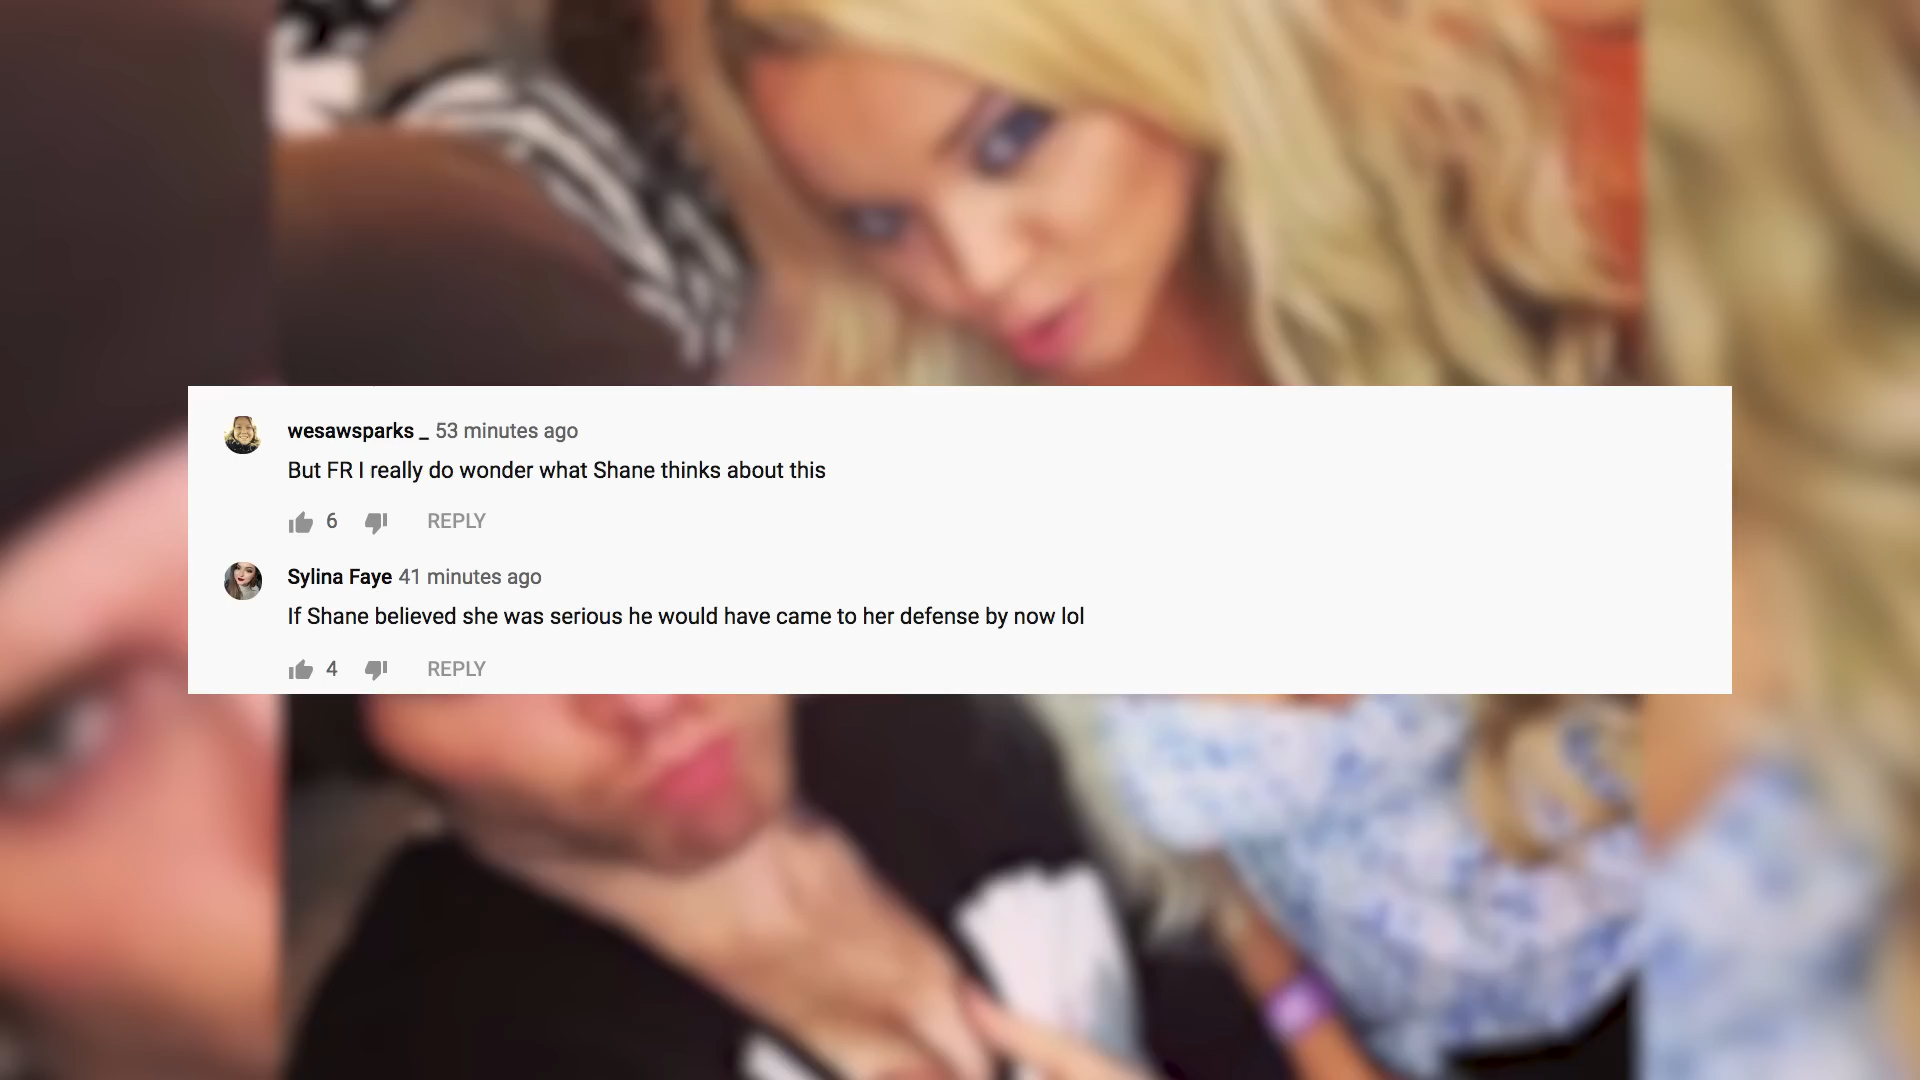 wesawsparks _ 53 minutes ago
But FR I really do wonder what Shane thinks about this
6 REPLY
Sylina Faye 41 minutes ago
If Shane believed she was serious he would have came to her defense by now lol
4 REPLY